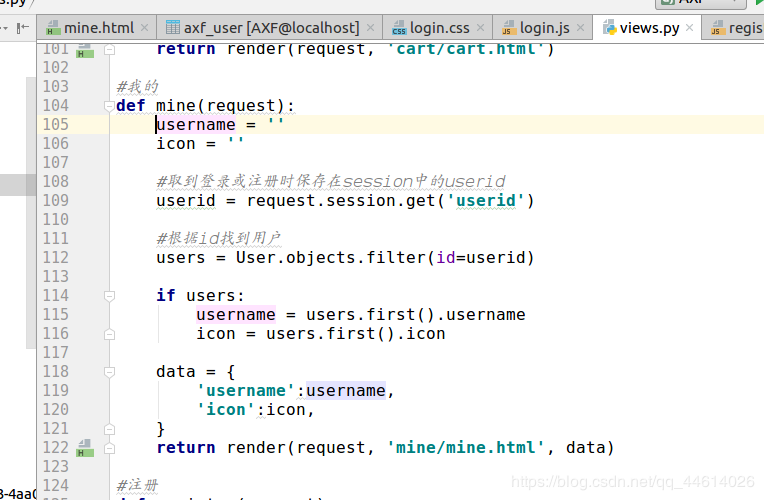 s.py
mine.html × axf_user [AXF@localhost] × login.css × login.js × views.py × regis
101 return render(request, 'cart/cart.html')
102
103 #我的
104 def mine(request):
105 username = ''
106 icon = ''
107
108 #取到登录或注册时保存在session中的userid
109 userid = request.session.get('userid')
110
111 #根据id找到用户
112 users = User.objects.filter(id=userid)
113
114 if users:
115 username = users.first().username
116 icon = users.first().icon
117
118 data = {
119 'username':username,
120 'icon':icon,
121 }
122 return render(request, 'mine/mine.html', data)
123
124 #注册
3-4aa0
https://blog.csdn.net/qq_44614026